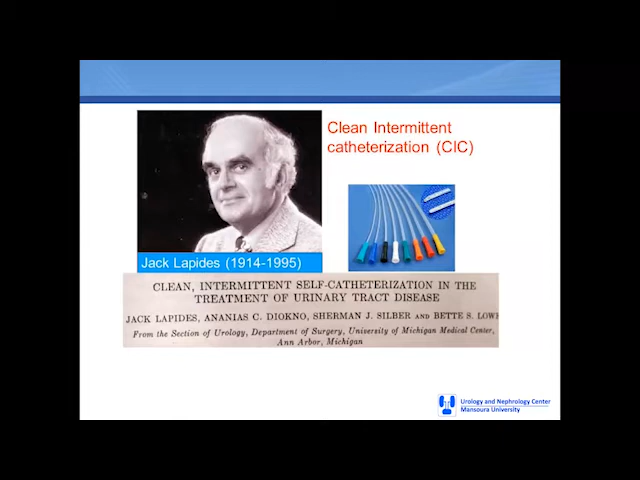 Clean Intermittent
catheterization (CIC)
Jack Lapides (1914-1995)
CLEAN, INTERMITTENT SELF-CATHETERIZATION IN THE
TREATMENT OF URINARY TRACT DISEASE
JACK LAPIDES, ANANIAS C. DIOKNO, SHERMAN J. SILBER AND BETTE S. LOWE
From the Section of Urology, Department of Surgery, University of Michigan Medical Center,
Ann Arbor, Michigan
Urology and Nephrology Center
Mansoura University